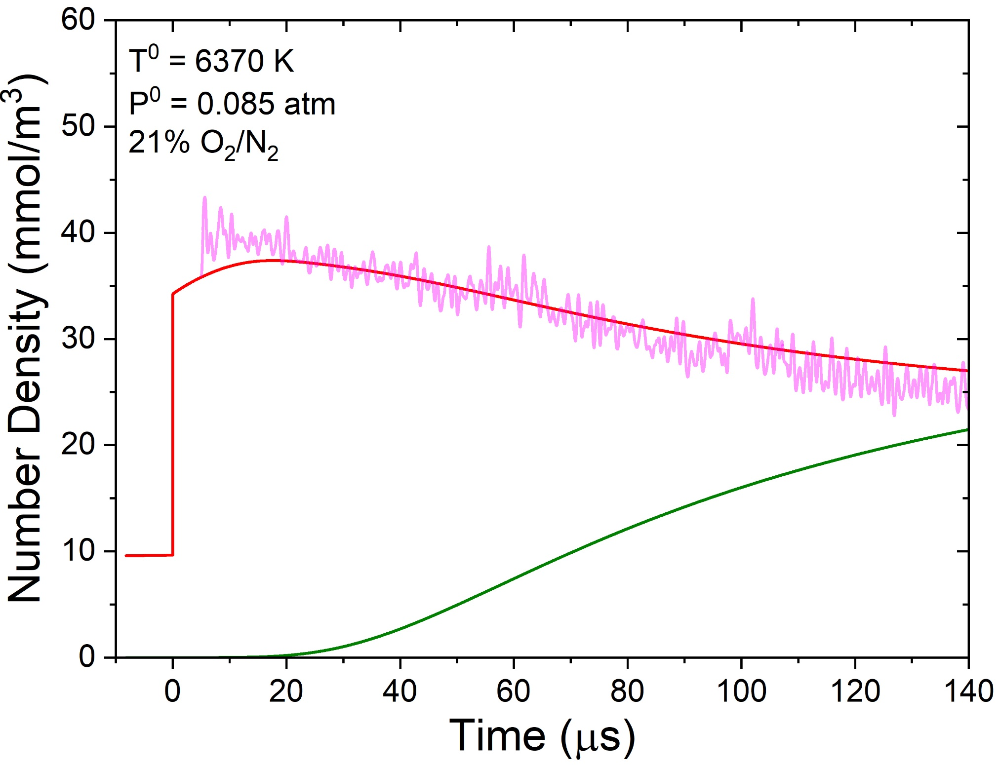 60
50
40
30
20
10
0
Number Density (mmol/m³)
T⁰ = 6370 K
P⁰ = 0.085 atm
21% O₂/N₂
0 20 40 60 80 100 120 140
Time (μs)